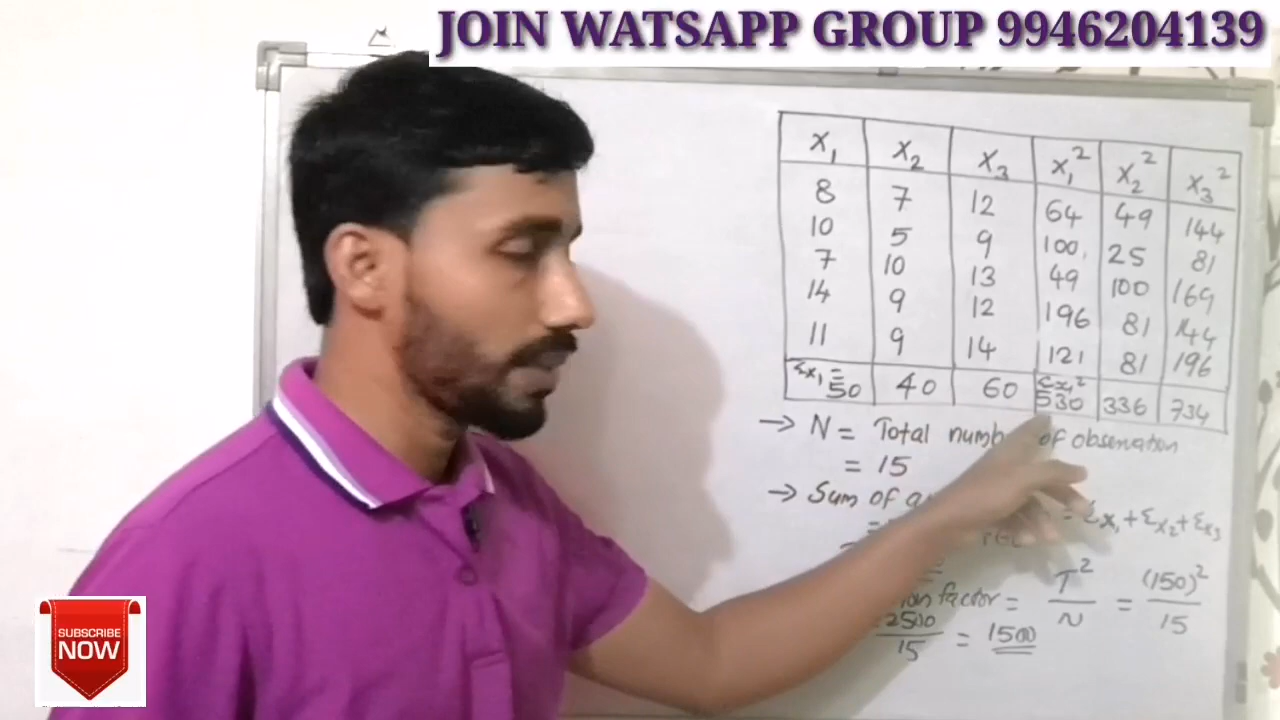 JOIN WATSAPP GROUP 9946204139
X₁ X₂ X₃ X₁² X₂² X₃²
8 7 12 64 49 144
10 5 9 100 25 81
7 10 13 49 100 169
14 9 12 196 81 144
11 9 14 121 81 196
Σx₁ = 50 40 60 Σx₁² 530 336 734
→ N = Total number of observation
= 15
→ Sum of = Σx₁ + Σx₂ + Σx₃
factor = T²/N = (150)²/15
2500/15 = 1500
SUBSCRIBE
NOW